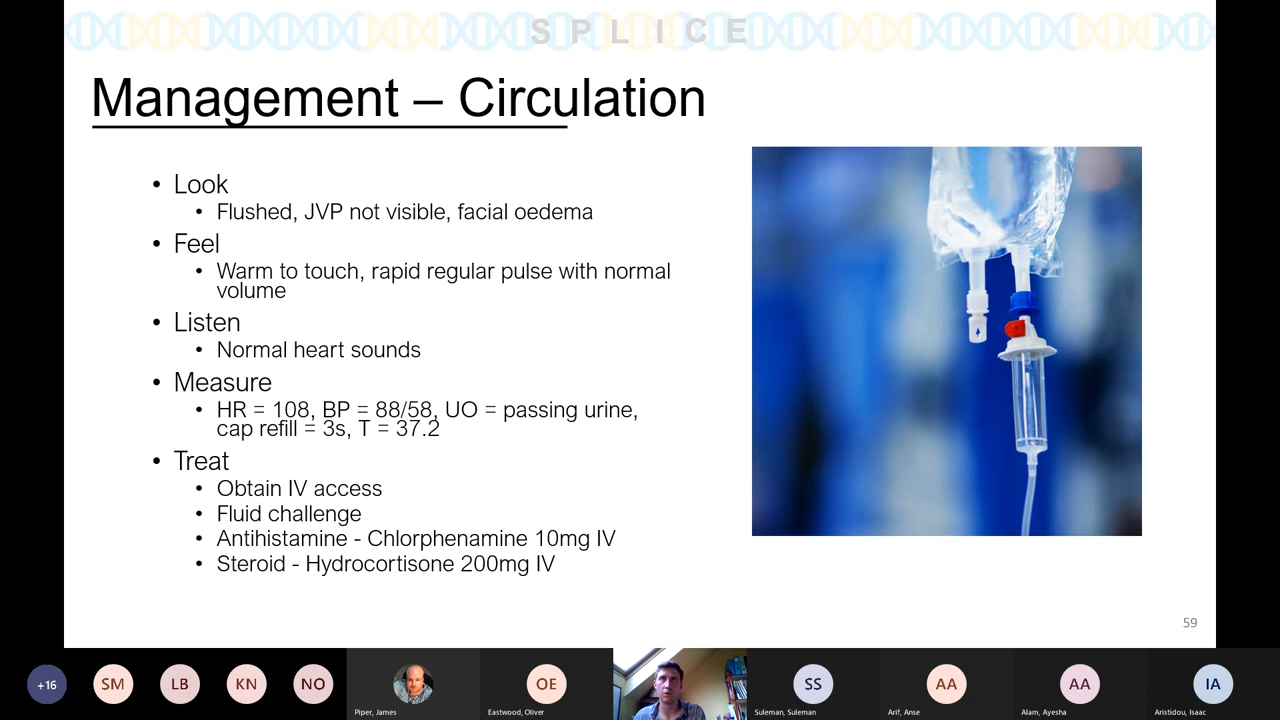 S P L I C E
Management – Circulation
• Look
• Flushed, JVP not visible, facial oedema
• Feel
• Warm to touch, rapid regular pulse with normal
volume
• Listen
• Normal heart sounds
• Measure
• HR = 108, BP = 88/58, UO = passing urine,
cap refill = 3s, T = 37.2
• Treat
• Obtain IV access
• Fluid challenge
• Antihistamine - Chlorphenamine 10mg IV
• Steroid - Hydrocortisone 200mg IV
59
+16
SM
LB
KN
NO
Piper, James
OE
Eastwood, Oliver
SS
Suleman, Suleman
AA
Arif, Anse
AA
Alam, Ayesha
IA
Aristidou, Isaac